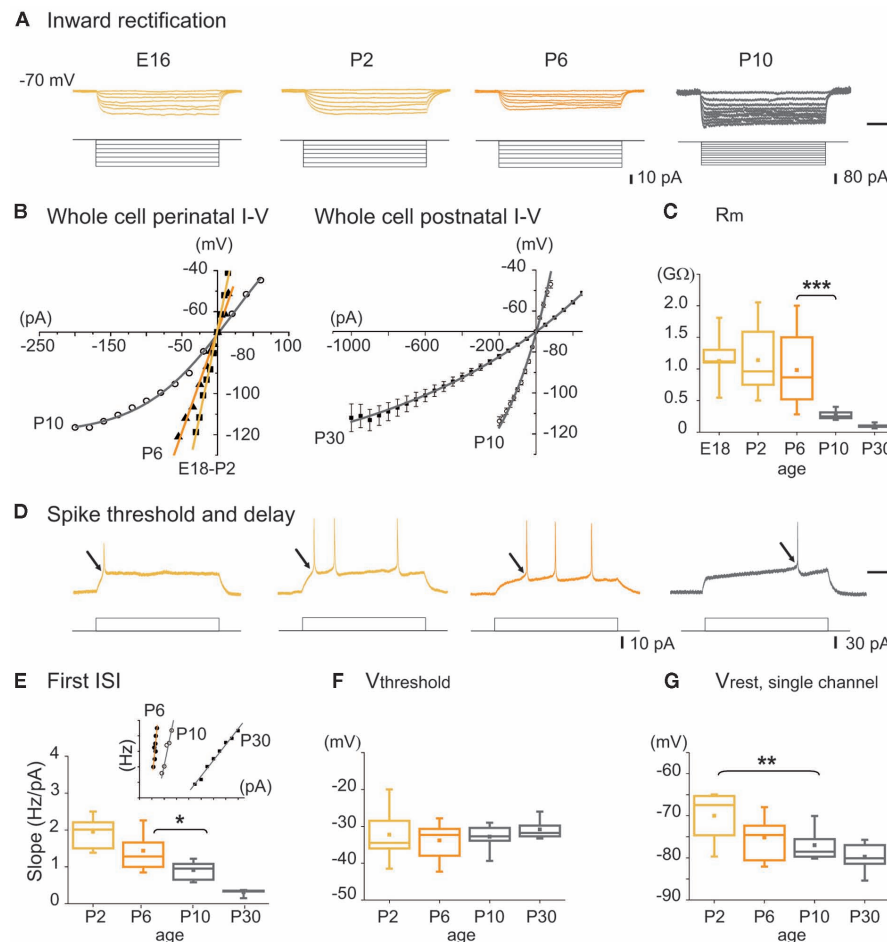 A Inward rectification
E16 P2 P6 P10
-70 mV
10 pA 80 pA
B Whole cell perinatal I-V Whole cell postnatal I-V
(mV)
-40
-60
(pA)
-250 -150 -50 100
-80
-100
-120
P10
P6
E18-P2
(mV)
-40
-60
(pA)
-1000 -600 -200
-80
-100
-120
P30
P10
C Rm
(GΩ)
***
2.0
1.5
1.0
0.5
0
E18 P2 P6 P10 P30
age
D Spike threshold and delay
10 pA 30 pA
E First ISI
P6
P10
P30
(Hz)
(pA)
Slope (Hz/pA)
4
3
2
1
0
*
P2 P6 P10 P30
age
F Vthreshold
(mV)
-20
-30
-40
-50
P2 P6 P10 P30
age
G Vrest, single channel
(mV)
**
-60
-70
-80
-90
P2 P6 P10 P30
age